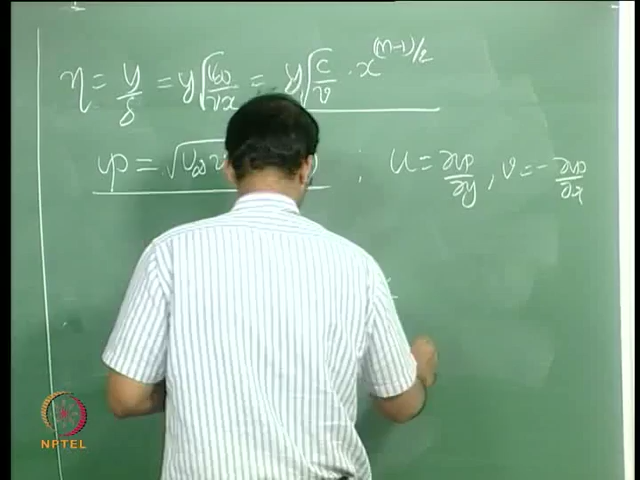 η = y/δ = y√(U∞/νx) = y√(c/ν) · x^(m-1)/2
ψ = √(U∞ν ; u = ∂ψ/∂y, v = -∂ψ/∂x
NPTEL